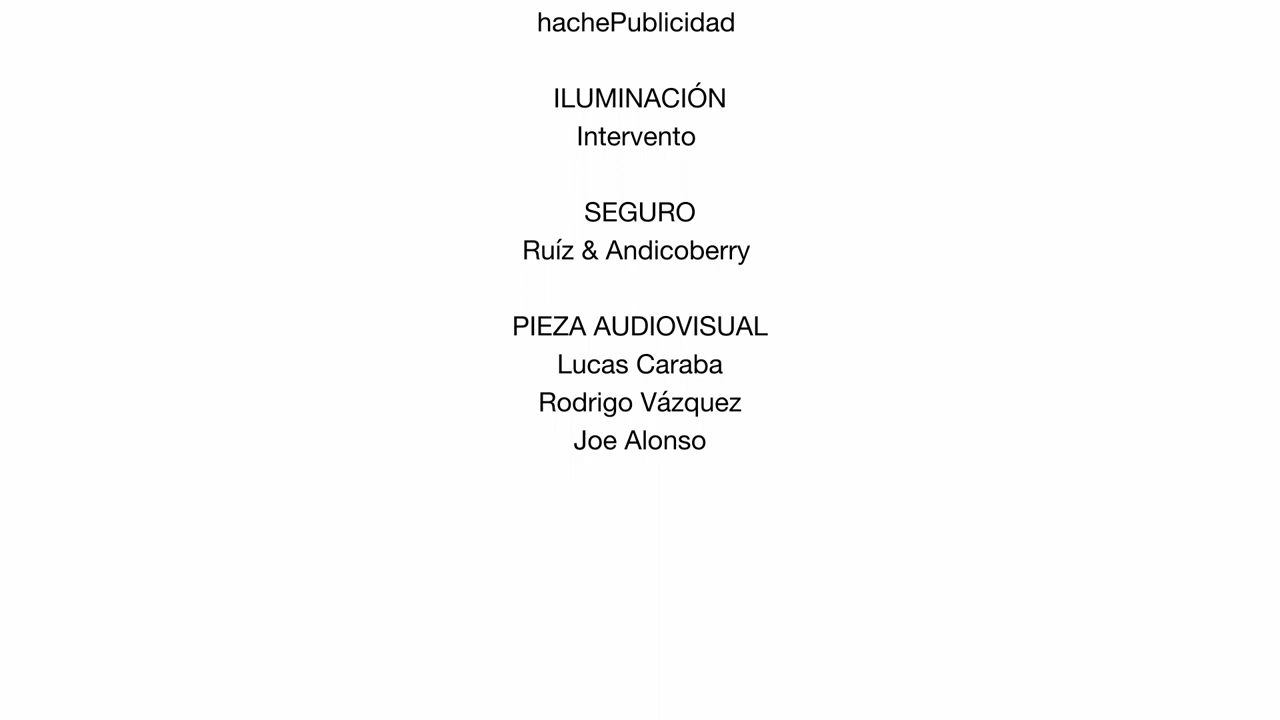 hachePublicidad
ILUMINACIÓN
Intervento
SEGURO
Ruíz & Andicoberry
PIEZA AUDIOVISUAL
Lucas Caraba
Rodrigo Vázquez
Joe Alonso